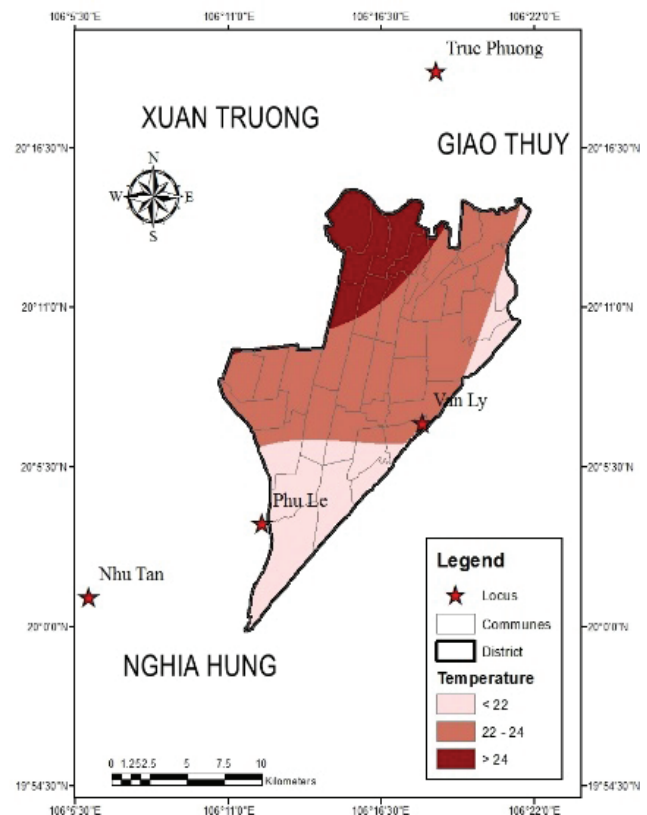 106°5'30"E 106°11'0"E 106°16'30"E 106°22'0"E
Truc Phuong
XUAN TRUONG
GIAO THUY
20°16'30"N 20°16'30"N
N
W E
S
20°11'0"N 20°11'0"N
Van Ly
20°5'30"N 20°5'30"N
Phu Le
Nhu Tan
20°0'0"N 20°0'0"N
NGHIA HUNG
Legend
Locus
Communes
District
Temperature
< 22
22 - 24
> 24
0 1.252.5 5 7.5 10
Kilometers
19°54'30"N 19°54'30"N
106°5'30"E 106°11'0"E 106°16'30"E 106°22'0"E